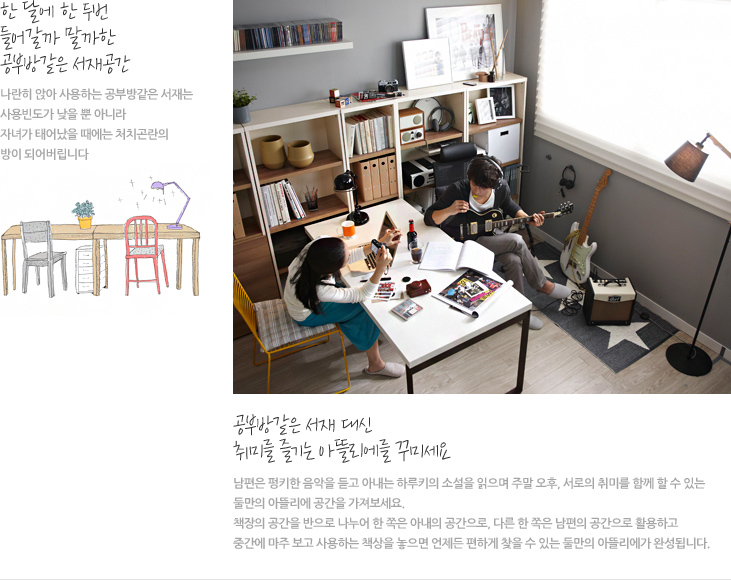 한 달에 한 두번
들어갈까 말까한
공부방같은 서재공간
나란히 앉아 사용하는 공부방같은 서재는
사용빈도가 낮을 뿐 아니라
자녀가 태어났을 때에는 처치곤란의
방이 되어버립니다
공부방같은 서재 대신
취미를 즐기는 아뜰리에를 꾸미세요
남편은 펑키한 음악을 듣고 아내는 하루키의 소설을 읽으며 주말 오후, 서로의 취미를 함께 할 수 있는
둘만의 아뜰리에 공간을 가져보세요.
책장의 공간을 반으로 나누어 한 쪽은 아내의 공간으로, 다른 한 쪽은 남편의 공간으로 활용하고
중간에 마주 보고 사용하는 책상을 놓으면 언제든 편하게 찾을 수 있는 둘만의 아뜰리에가 완성됩니다.